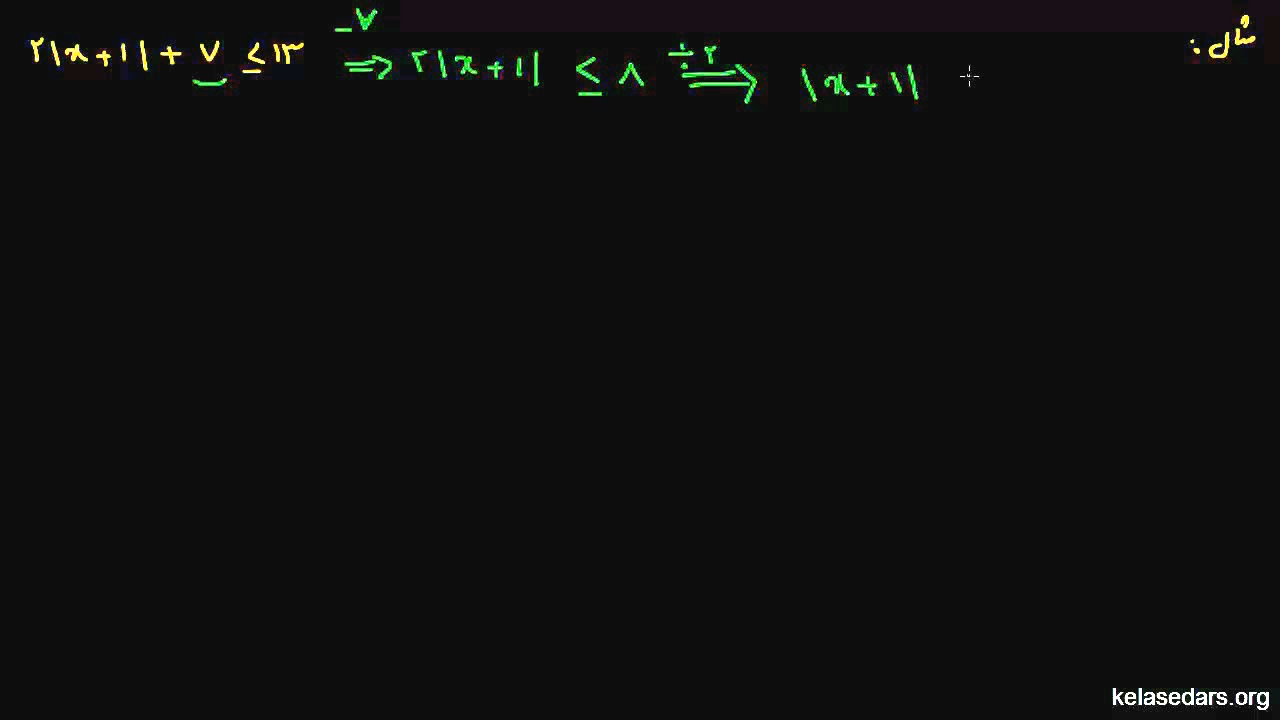 مثال :
۲|x+۱| + ۷ ≤ ۱۳ ⇒ ۲|x+۱| ≤ ۸ ⇒ |x+۱|
-۷
÷۲
kelasedars.org